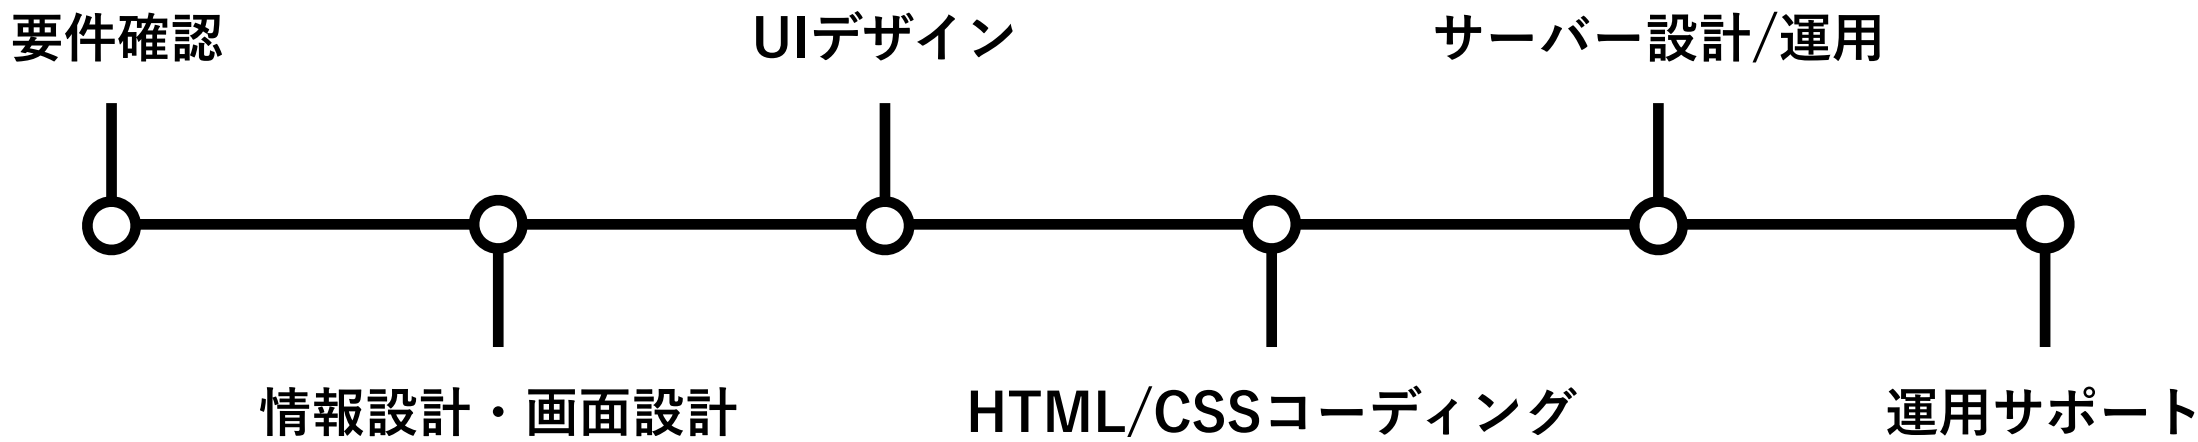 要件確認
UIデザイン
サーバー設計/運用
情報設計・画面設計
HTML/CSSコーディング
運用サポート